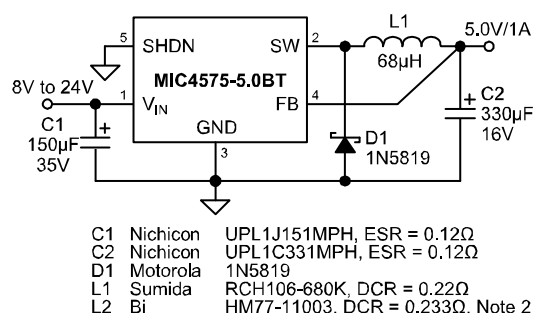 L1
5.0V/1A
5 SHDN SW 2
68µH
MIC4575-5.0BT
8V to 24V
1 VIN FB 4
C2
330µF
16V
C1
150µF
35V
GND
3
D1
1N5819
C1 Nichicon UPL1J151MPH, ESR = 0.12Ω
C2 Nichicon UPL1C331MPH, ESR = 0.12Ω
D1 Motorola 1N5819
L1 Sumida RCH106-680K, DCR = 0.22Ω
L2 Bi HM77-11003, DCR = 0.233Ω, Note 2